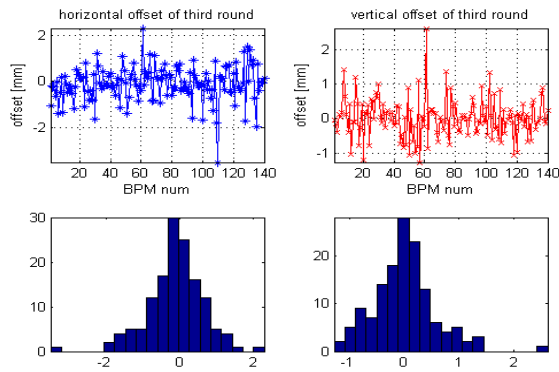 horizontal offset of third round
vertical offset of third round
offset [mm]
2
0
-2
20 40 60 80 100 120 140
BPM num
offset [mm]
2
1
0
-1
20 40 60 80 100 120 140
BPM num
30
20
10
0
-2 0 2
20
10
0
-1 0 1 2